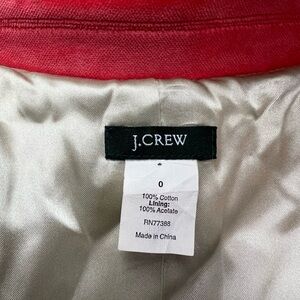 J.CREW
0
100% Cotton
Lining:
100% Acetate
RN77388
Made in China